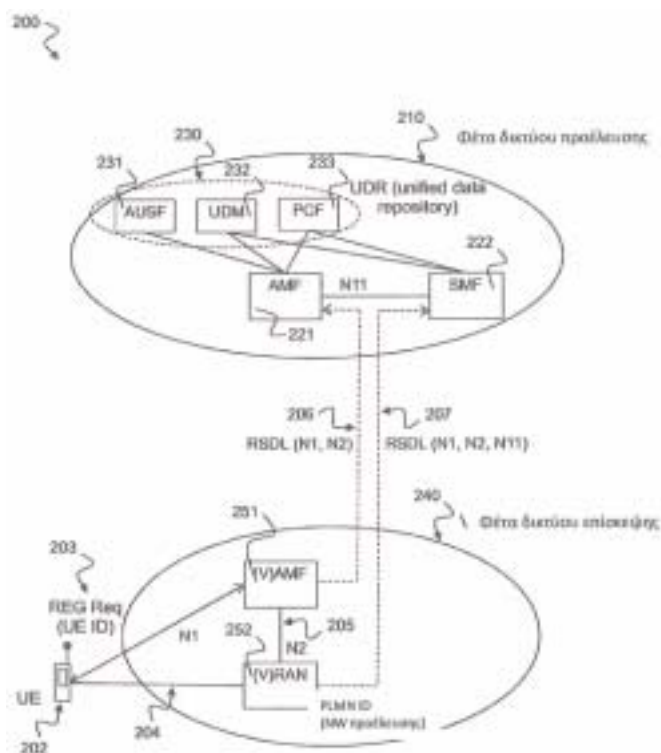 200
210
Φέτα δικτύου προέλευσης
230
231
232
233
UDR (unified data
repository)
AUSF
UDM
PCF
222
AMF
N11
SMF
221
206
207
RSDL (N1, N2)
RSDL (N1, N2, N11)
240
Φέτα δικτύου επίσκεψης
251
203
(V)AMF
REG Req
(UE ID)
N1
205
252
N2
(V)RAN
UE
PLMN ID
(NW προέλευσης)
202
204